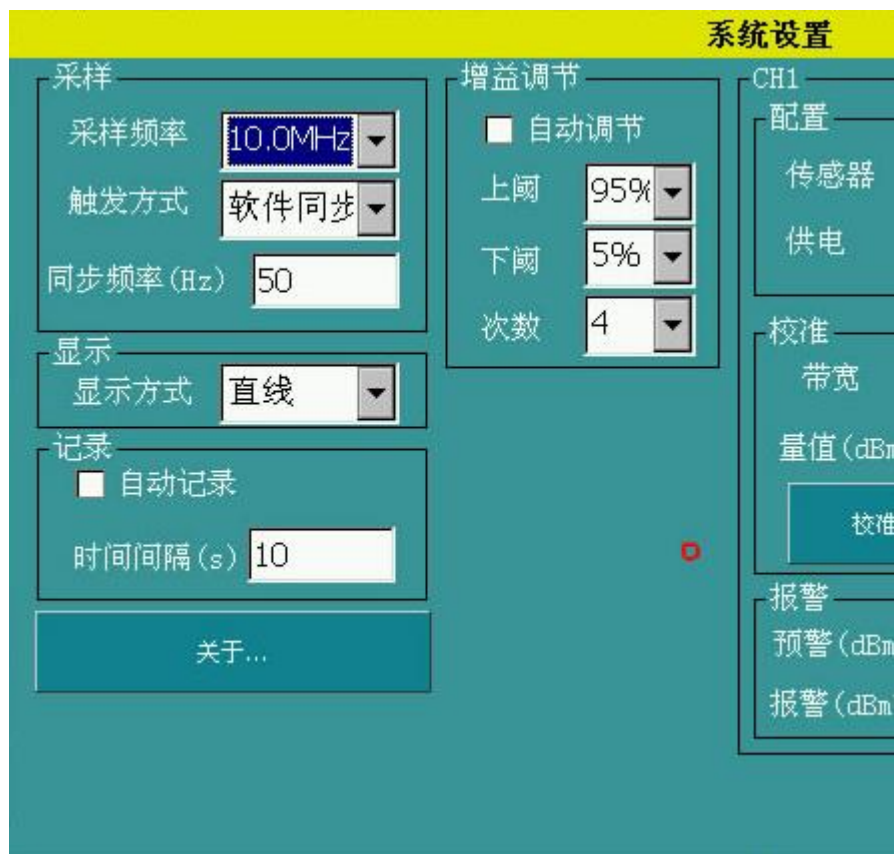 系统设置
采样
采样频率 10.0MHz
触发方式 软件同步
同步频率(Hz) 50
显示
显示方式 直线
记录
自动记录
时间间隔(s) 10
关于...
增益调节
自动调节
上阈 95%
下阈 5%
次数 4
CH1
配置
传感器
供电
校准
带宽
量值(dBm
校准
报警
预警(dBm
报警(dBm